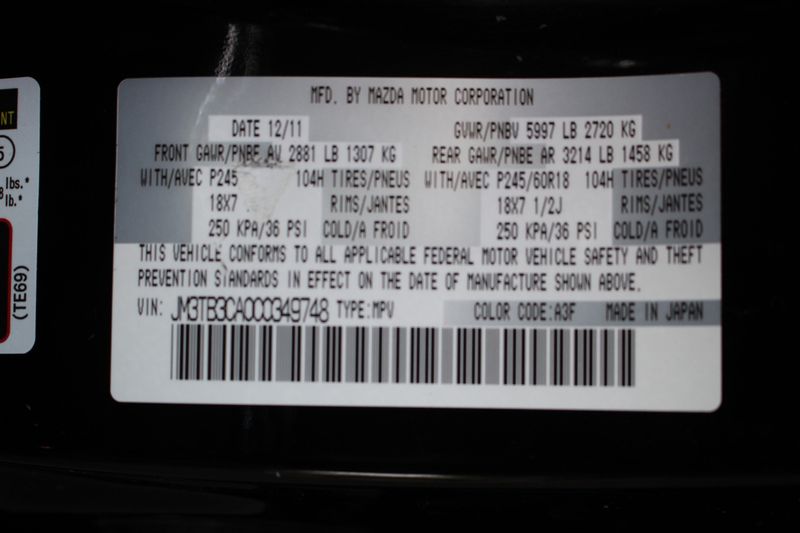 MFD. BY MAZDA MOTOR CORPORATION
DATE 12/11 GVWR/PNBV 5997 LB 2720 KG
FRONT GAWR/PNBE AV 2881 LB 1307 KG REAR GAWR/PNBE AR 3214 LB 1458 KG
WITH/AVEC P245 104H TIRES/PNEUS WITH/AVEC P245/60R18 104H TIRES/PNEUS
18X7 RIMS/JANTES 18X7 1/2J RIMS/JANTES
250 KPA/36 PSI COLD/A FROID 250 KPA/36 PSI COLD/A FROID
THIS VEHICLE CONFORMS TO ALL APPLICABLE FEDERAL MOTOR VEHICLE SAFETY AND THEFT
PREVENTION STANDARDS IN EFFECT ON THE DATE OF MANUFACTURE SHOWN ABOVE.
VIN: JM3TB3CA0C0349748 TYPE:MPV COLOR CODE:A3F MADE IN JAPAN
NT
lbs.*
lb.*
(TE69)